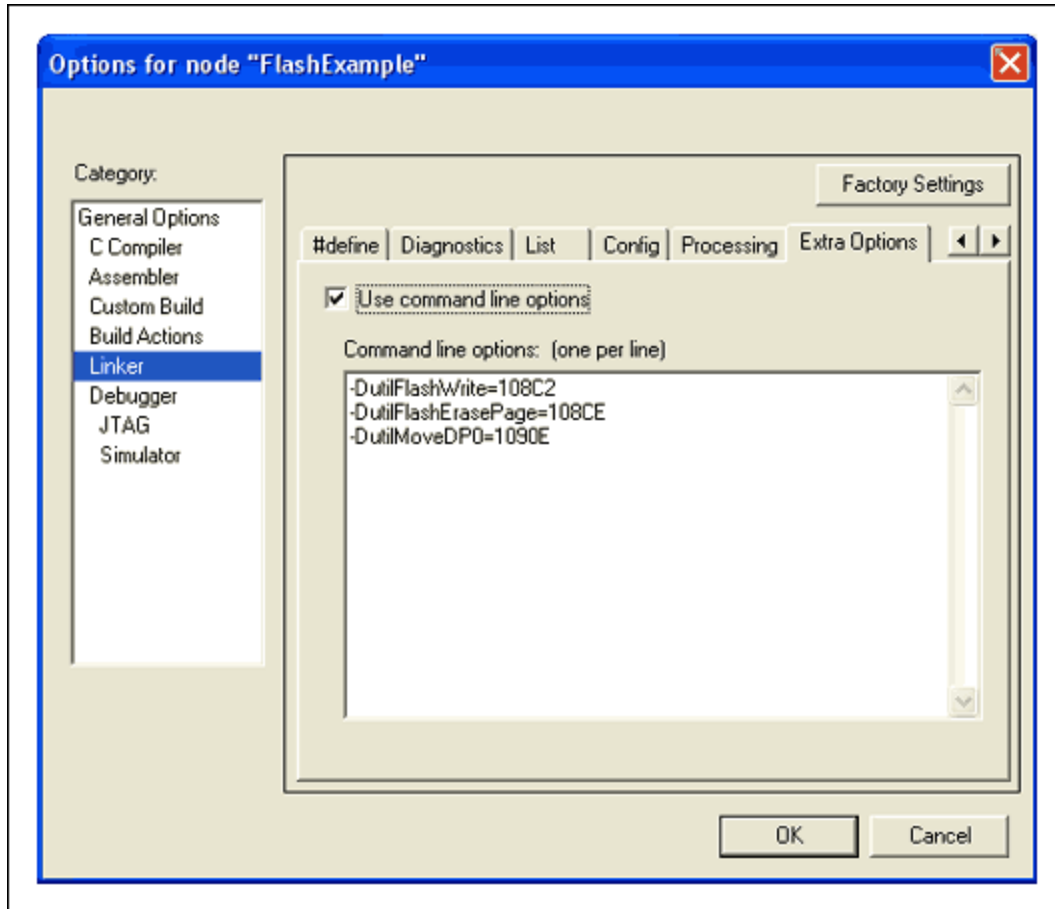 Options for node "FlashExample"
Category:
General Options
C Compiler
Assembler
Custom Build
Build Actions
Linker
Debugger
JTAG
Simulator
Factory Settings
#define
Diagnostics
List
Config
Processing
Extra Options
Use command line options
Command line options: (one per line)
-DutilFlashWrite=108C2
-DutilFlashErasePage=108CE
-DutilMoveDP0=1090E
OK
Cancel